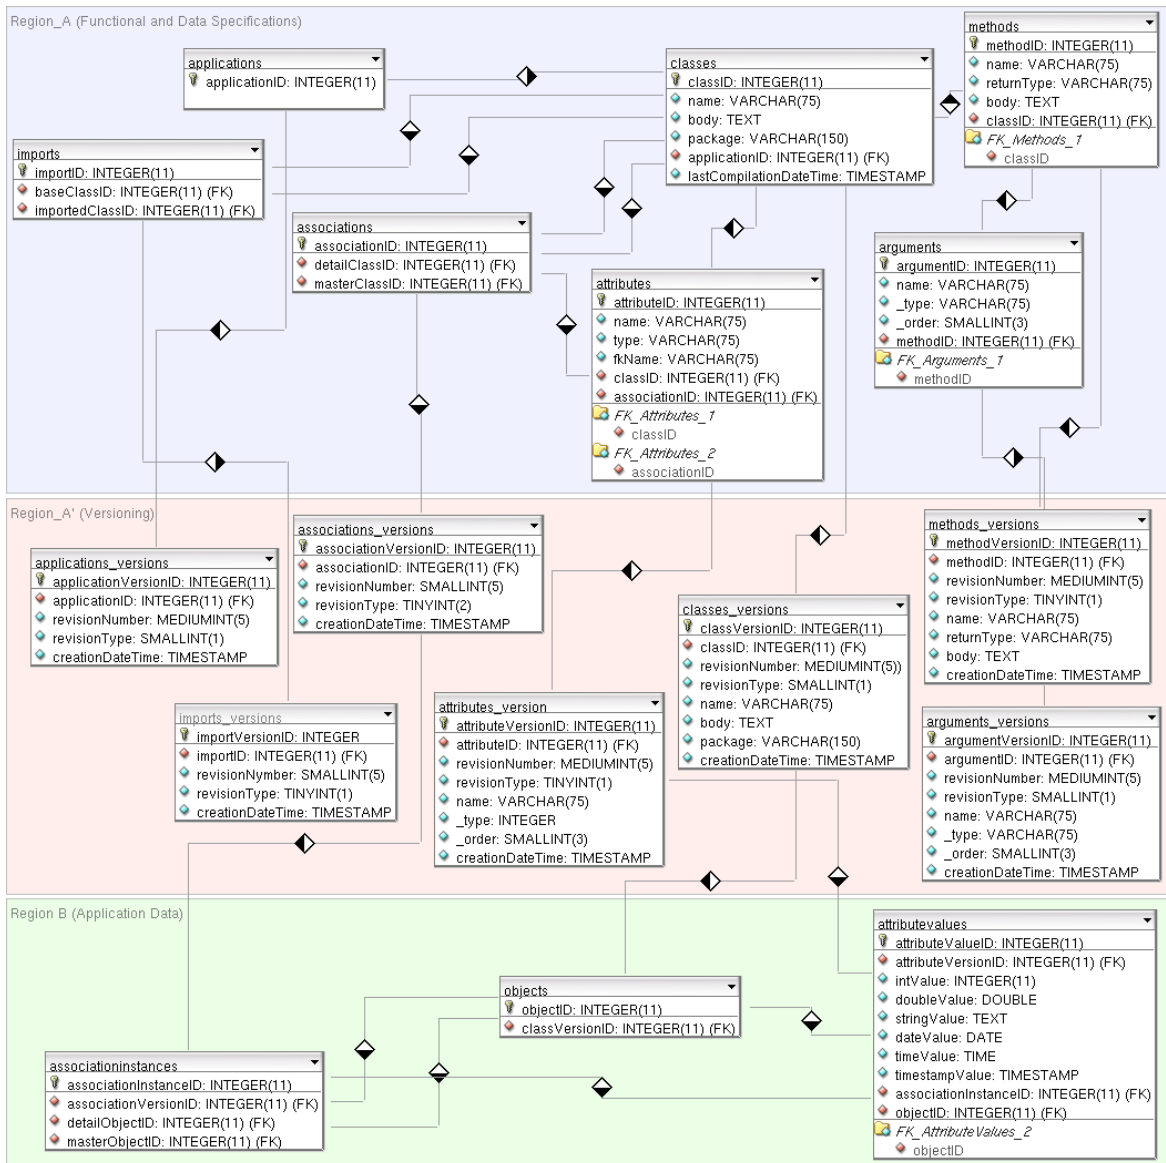 Region_A (Functional and Data Specifications)
applications
applicationID: INTEGER(11)
classes
classID: INTEGER(11)
name: VARCHAR(75)
body: TEXT
package: VARCHAR(150)
applicationID: INTEGER(11) (FK)
lastCompilationDateTime: TIMESTAMP
methods
methodID: INTEGER(11)
name: VARCHAR(75)
returnType: VARCHAR(75)
body: TEXT
classID: INTEGER(11) (FK)
FK_Methods_1
classID
imports
importID: INTEGER(11)
baseClassID: INTEGER(11) (FK)
importedClassID: INTEGER(11) (FK)
associations
associationID: INTEGER(11)
detailClassID: INTEGER(11) (FK)
masterClassID: INTEGER(11) (FK)
attributes
attributeID: INTEGER(11)
name: VARCHAR(75)
type: VARCHAR(75)
fkName: VARCHAR(75)
classID: INTEGER(11) (FK)
associationID: INTEGER(11) (FK)
FK_Attributes_1
classID
FK_Attributes_2
associationID
arguments
argumentID: INTEGER(11)
name: VARCHAR(75)
_type: VARCHAR(75)
_order: SMALLINT(3)
methodID: INTEGER(11) (FK)
FK_Arguments_1
methodID
Region_A' (Versioning)
applications_versions
applicationVersionID: INTEGER(11)
applicationID: INTEGER(11) (FK)
revisionNumber: MEDIUMINT(5)
revisionType: SMALLINT(1)
creationDateTime: TIMESTAMP
associations_versions
associationVersionID: INTEGER(11)
associationID: INTEGER(11) (FK)
revisionNumber: SMALLINT(5)
revisionType: TINYINT(2)
creationDateTime: TIMESTAMP
methods_versions
methodVersionID: INTEGER(11)
methodID: INTEGER(11) (FK)
revisionNumber: MEDIUMINT(5)
revisionType: TINYINT(1)
name: VARCHAR(75)
returnType: VARCHAR(75)
body: TEXT
creationDateTime: TIMESTAMP
classes_versions
classVersionID: INTEGER(11)
classID: INTEGER(11) (FK)
revisionNumber: MEDIUMINT(5))
revisionType: SMALLINT(1)
name: VARCHAR(75)
body: TEXT
package: VARCHAR(150)
creationDateTime: TIMESTAMP
imports_versions
importVersionID: INTEGER
importID: INTEGER(11) (FK)
revisionNymber: SMALLINT(5)
revisionType: TINYINT(1)
creationDateTime: TIMESTAMP
attributes_version
attributeVersionID: INTEGER(11)
attributeID: INTEGER(11) (FK)
revisionNumber: MEDIUMINT(5)
revisionType: TINYINT(1)
name: VARCHAR(75)
_type: INTEGER
_order: SMALLINT(3)
creationDateTime: TIMESTAMP
arguments_versions
argumentVersionID: INTEGER(11)
argumentID: INTEGER(11) (FK)
revisionNumber: MEDIUMINT(5)
revisionType: SMALLINT(1)
name: VARCHAR(75)
_type: VARCHAR(75)
_order: SMALLINT(3)
creationDateTime: TIMESTAMP
Region B (Application Data)
objects
objectID: INTEGER(11)
classVersionID: INTEGER(11) (FK)
attributevalues
attributeValueID: INTEGER(11)
attributeVersionID: INTEGER(11) (FK)
intValue: INTEGER(11)
doubleValue: DOUBLE
stringValue: TEXT
dateValue: DATE
timeValue: TIME
timestampValue: TIMESTAMP
associationInstanceID: INTEGER(11) (FK)
objectID: INTEGER(11) (FK)
FK_AttributeValues_2
objectID
associationinstances
associationInstanceID: INTEGER(11)
associationVersionID: INTEGER(11) (FK)
detailObjectID: INTEGER(11) (FK)
masterObjectID: INTEGER(11) (FK)